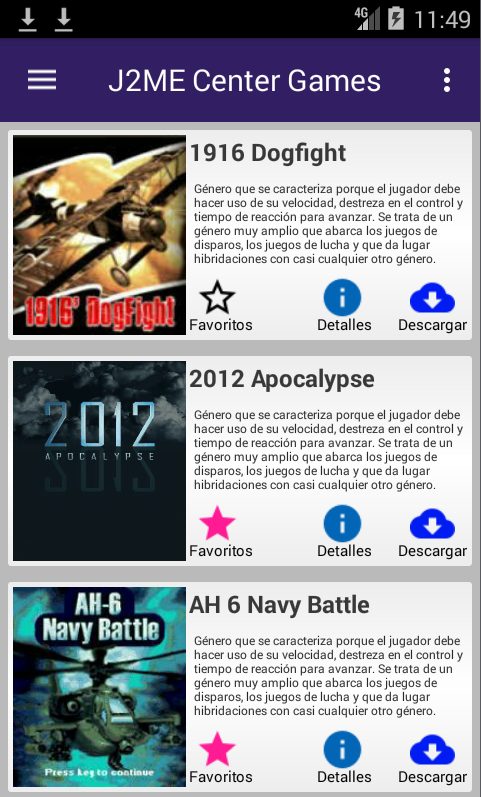 4G 11:49
J2ME Center Games
1916 Dogfight
Género que se caracteriza porque el jugador debe
hacer uso de su velocidad, destreza en el control y
tiempo de reacción para avanzar. Se trata de un
género muy amplio que abarca los juegos de
disparos, los juegos de lucha y que da lugar
hibridaciones con casi cualquier otro género.
1916' DogFight
Favoritos Detalles Descargar
2012 Apocalypse
Género que se caracteriza porque el jugador debe
hacer uso de su velocidad, destreza en el control y
tiempo de reacción para avanzar. Se trata de un
género muy amplio que abarca los juegos de
disparos, los juegos de lucha y que da lugar
hibridaciones con casi cualquier otro género.
2012
APOCALYPSE
Favoritos Detalles Descargar
AH 6 Navy Battle
Género que se caracteriza porque el jugador debe
hacer uso de su velocidad, destreza en el control y
tiempo de reacción para avanzar. Se trata de un
género muy amplio que abarca los juegos de
disparos, los juegos de lucha y que da lugar
hibridaciones con casi cualquier otro género.
AH-6
Navy Battle
Press key to continue
Favoritos Detalles Descargar